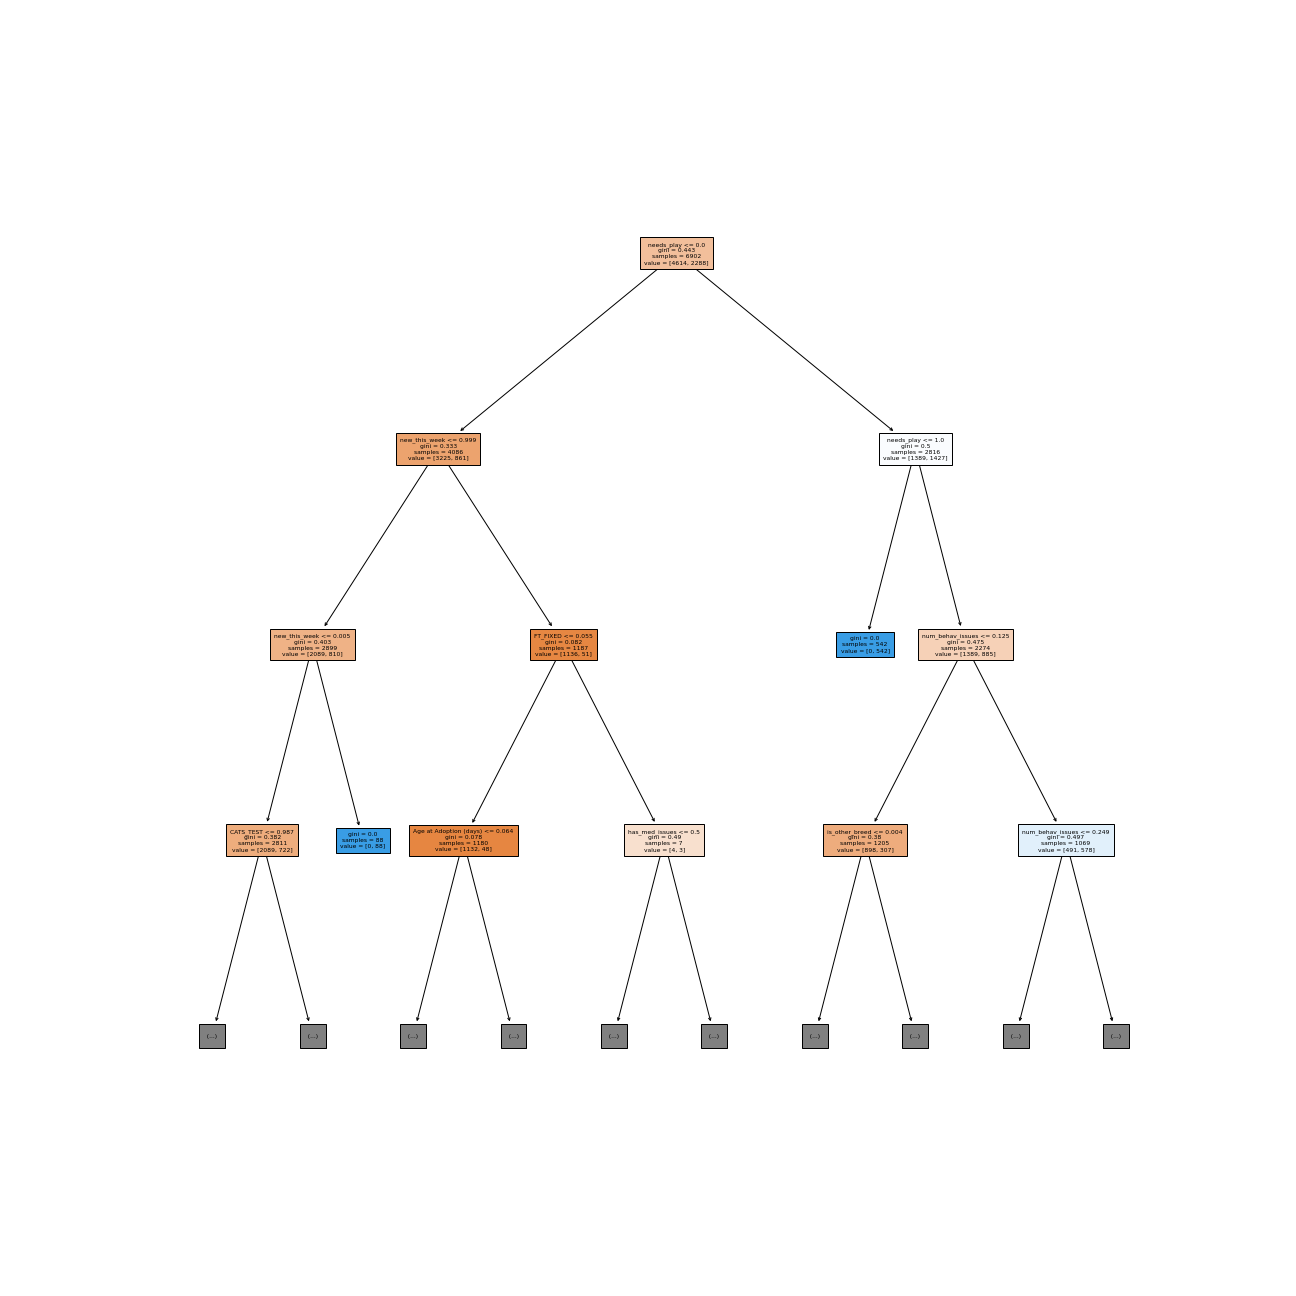 needs_play <= 0.0
gini = 0.443
samples = 6902
value = [4614, 2288]
new_this_week <= 0.999
gini = 0.333
samples = 4086
value = [3225, 861]
needs_play <= 1.0
gini = 0.5
samples = 2816
value = [1389, 1427]
new_this_week <= 0.005
gini = 0.403
samples = 2899
value = [2089, 810]
FT_FIXED <= 0.055
gini = 0.082
samples = 1187
value = [1136, 51]
gini = 0.0
samples = 542
value = [0, 542]
num_behav_issues <= 0.125
gini = 0.475
samples = 2274
value = [1389, 885]
CATS_TEST <= 0.987
gini = 0.382
samples = 2811
value = [2089, 722]
gini = 0.0
samples = 88
value = [0, 88]
Age at Adoption (days) <= 0.064
gini = 0.078
samples = 1180
value = [1132, 48]
has_med_issues <= 0.5
gini = 0.49
samples = 7
value = [4, 3]
is_other_breed <= 0.004
gini = 0.38
samples = 1205
value = [898, 307]
num_behav_issues <= 0.249
gini = 0.497
samples = 1069
value = [491, 578]
(...)
(...)
(...)
(...)
(...)
(...)
(...)
(...)
(...)
(...)